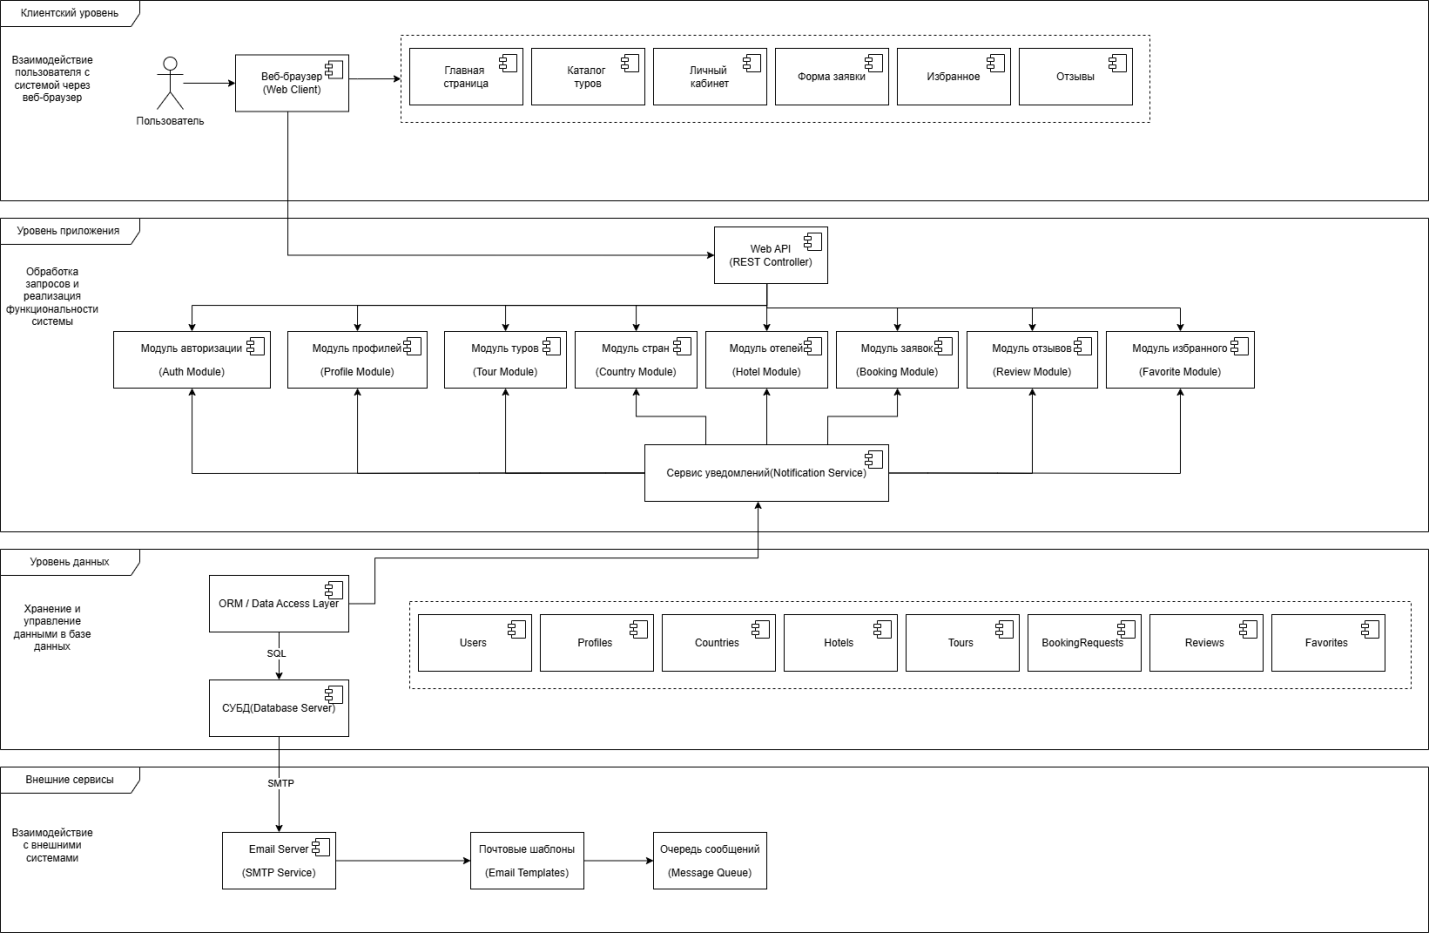 Клиентский уровень
Взаимодействие
пользователя с
системой через
веб-браузер
Пользователь
Веб-браузер
(Web Client)
Главная
страница
Каталог
туров
Личный
кабинет
Форма заявки
Избранное
Отзывы
Уровень приложения
Обработка
запросов и
реализация
функциональности
системы
Web API
(REST Controller)
Модуль авторизации
(Auth Module)
Модуль профилей
(Profile Module)
Модуль туров
(Tour Module)
Модуль стран
(Country Module)
Модуль отелей
(Hotel Module)
Модуль заявок
(Booking Module)
Модуль отзывов
(Review Module)
Модуль избранного
(Favorite Module)
Сервис уведомлений(Notification Service)
Уровень данных
Хранение и
управление
данными в базе
данных
ORM / Data Access Layer
SQL
СУБД(Database Server)
Users
Profiles
Countries
Hotels
Tours
BookingRequests
Reviews
Favorites
Внешние сервисы
SMTP
Взаимодействие
с внешними
системами
Email Server
(SMTP Service)
Почтовые шаблоны
(Email Templates)
Очередь сообщений
(Message Queue)